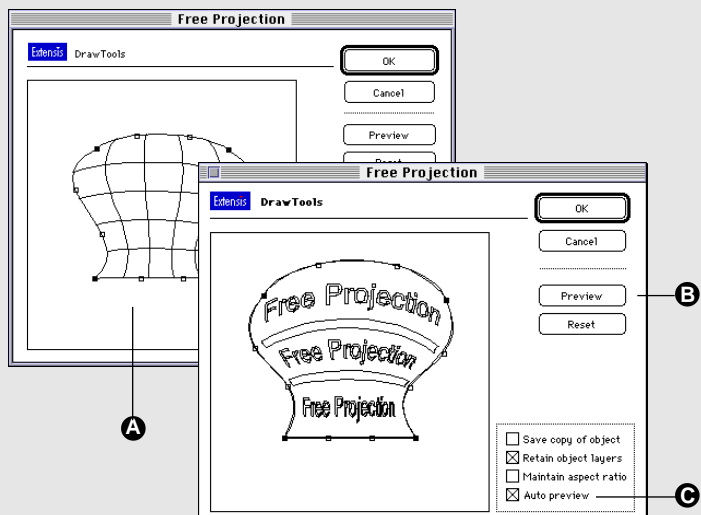 Free Projection
Extensis DrawTools
OK
Cancel
Preview
Reset
Free Projection
Extensis DrawTools
OK
Cancel
Preview
Reset
Free Projection
Free Projection
Free Projection
Save copy of object
Retain object layers
Maintain aspect ratio
Auto preview
A
B
C